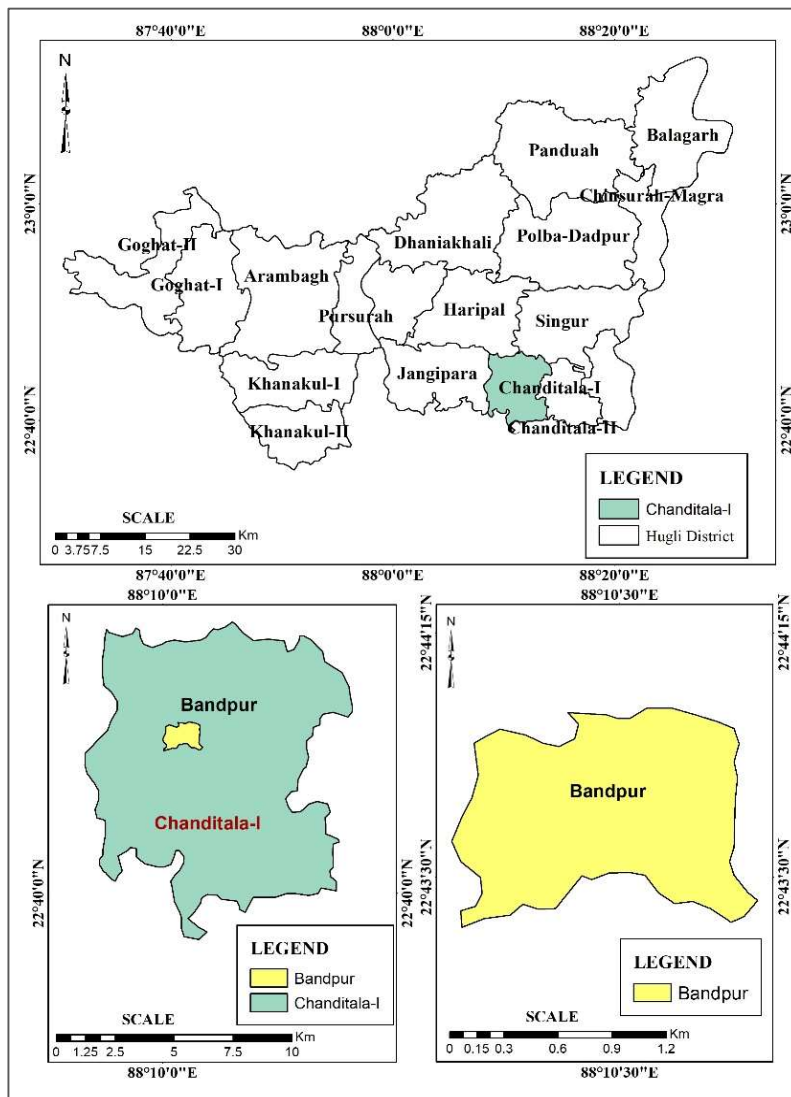 87°40'0"E 88°0'0"E 88°20'0"E
N
Balagarh
Panduah
Chinsurah-Magra
23°0'0"N 23°0'0"N
Goghat-II Dhaniakhali Polba-Dadpur
Goghat-I Arambagh
Pursurah Haripal Singur
Khanakul-I Jangipara Chanditala-I
22°40'0"N 22°40'0"N
Khanakul-II Chanditala-II
LEGEND
Chanditala-I
Hugli District
SCALE
Km
0 3.75 7.5 15 22.5 30
87°40'0"E 88°0'0"E 88°20'0"E
88°10'0"E
N
Bandpur
Chanditala-I
22°40'0"N
LEGEND
Bandpur
Chanditala-I
SCALE
Km
0 1.25 2.5 5 7.5 10
88°10'0"E
88°10'30"E
22°44'15"N 22°44'15"N
N
Bandpur
22°43'30"N 22°43'30"N
LEGEND
Bandpur
SCALE
Km
0 0.15 0.3 0.6 0.9 1.2
88°10'30"E